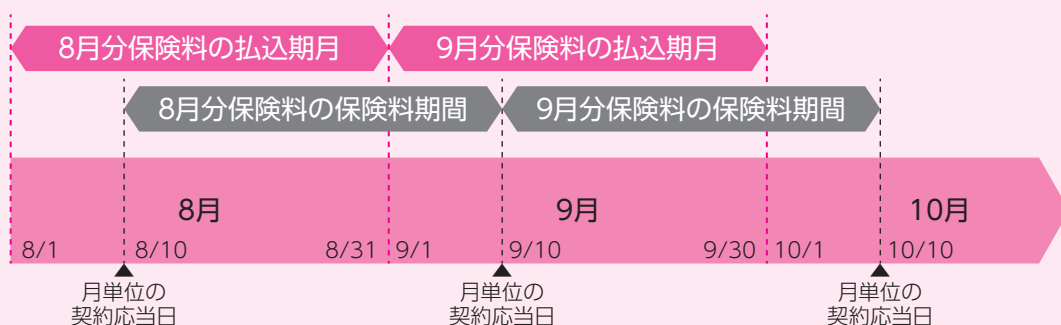 8月分保険料の払込期月 9月分保険料の払込期月
8月分保険料の保険料期間 9月分保険料の保険料期間
8月 9月 10月
8/1 8/10 8/31 9/1 9/10 9/30 10/1 10/10
月単位の 月単位の 月単位の
契約応当日 契約応当日 契約応当日